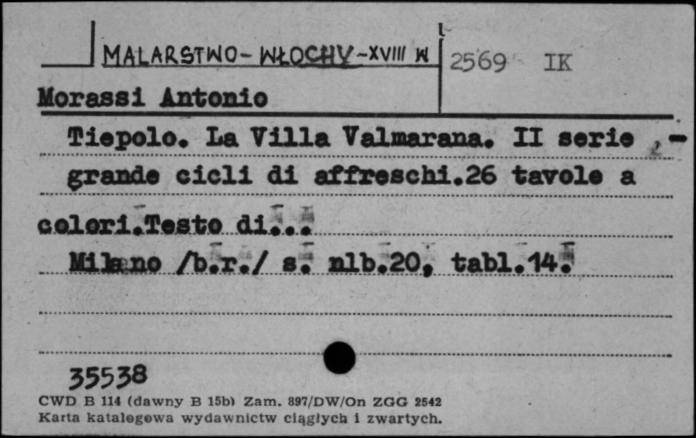 MALARSTWO-WŁOCHY-XVIII W 2569 IK
Morassi Antonio
Tiepolo. La Villa Valmarana. II serie -
grande cicli di affreschi.26 tavole a
colori.Testo di...
Milano /b.r./ s. nlb.20, tabl.14.
35538
CWD B 114 (dawny B 15b) Zam. 897/DW/On ZGG 2542
Karta katalogowa wydawnictw ciągłych i zwartych.